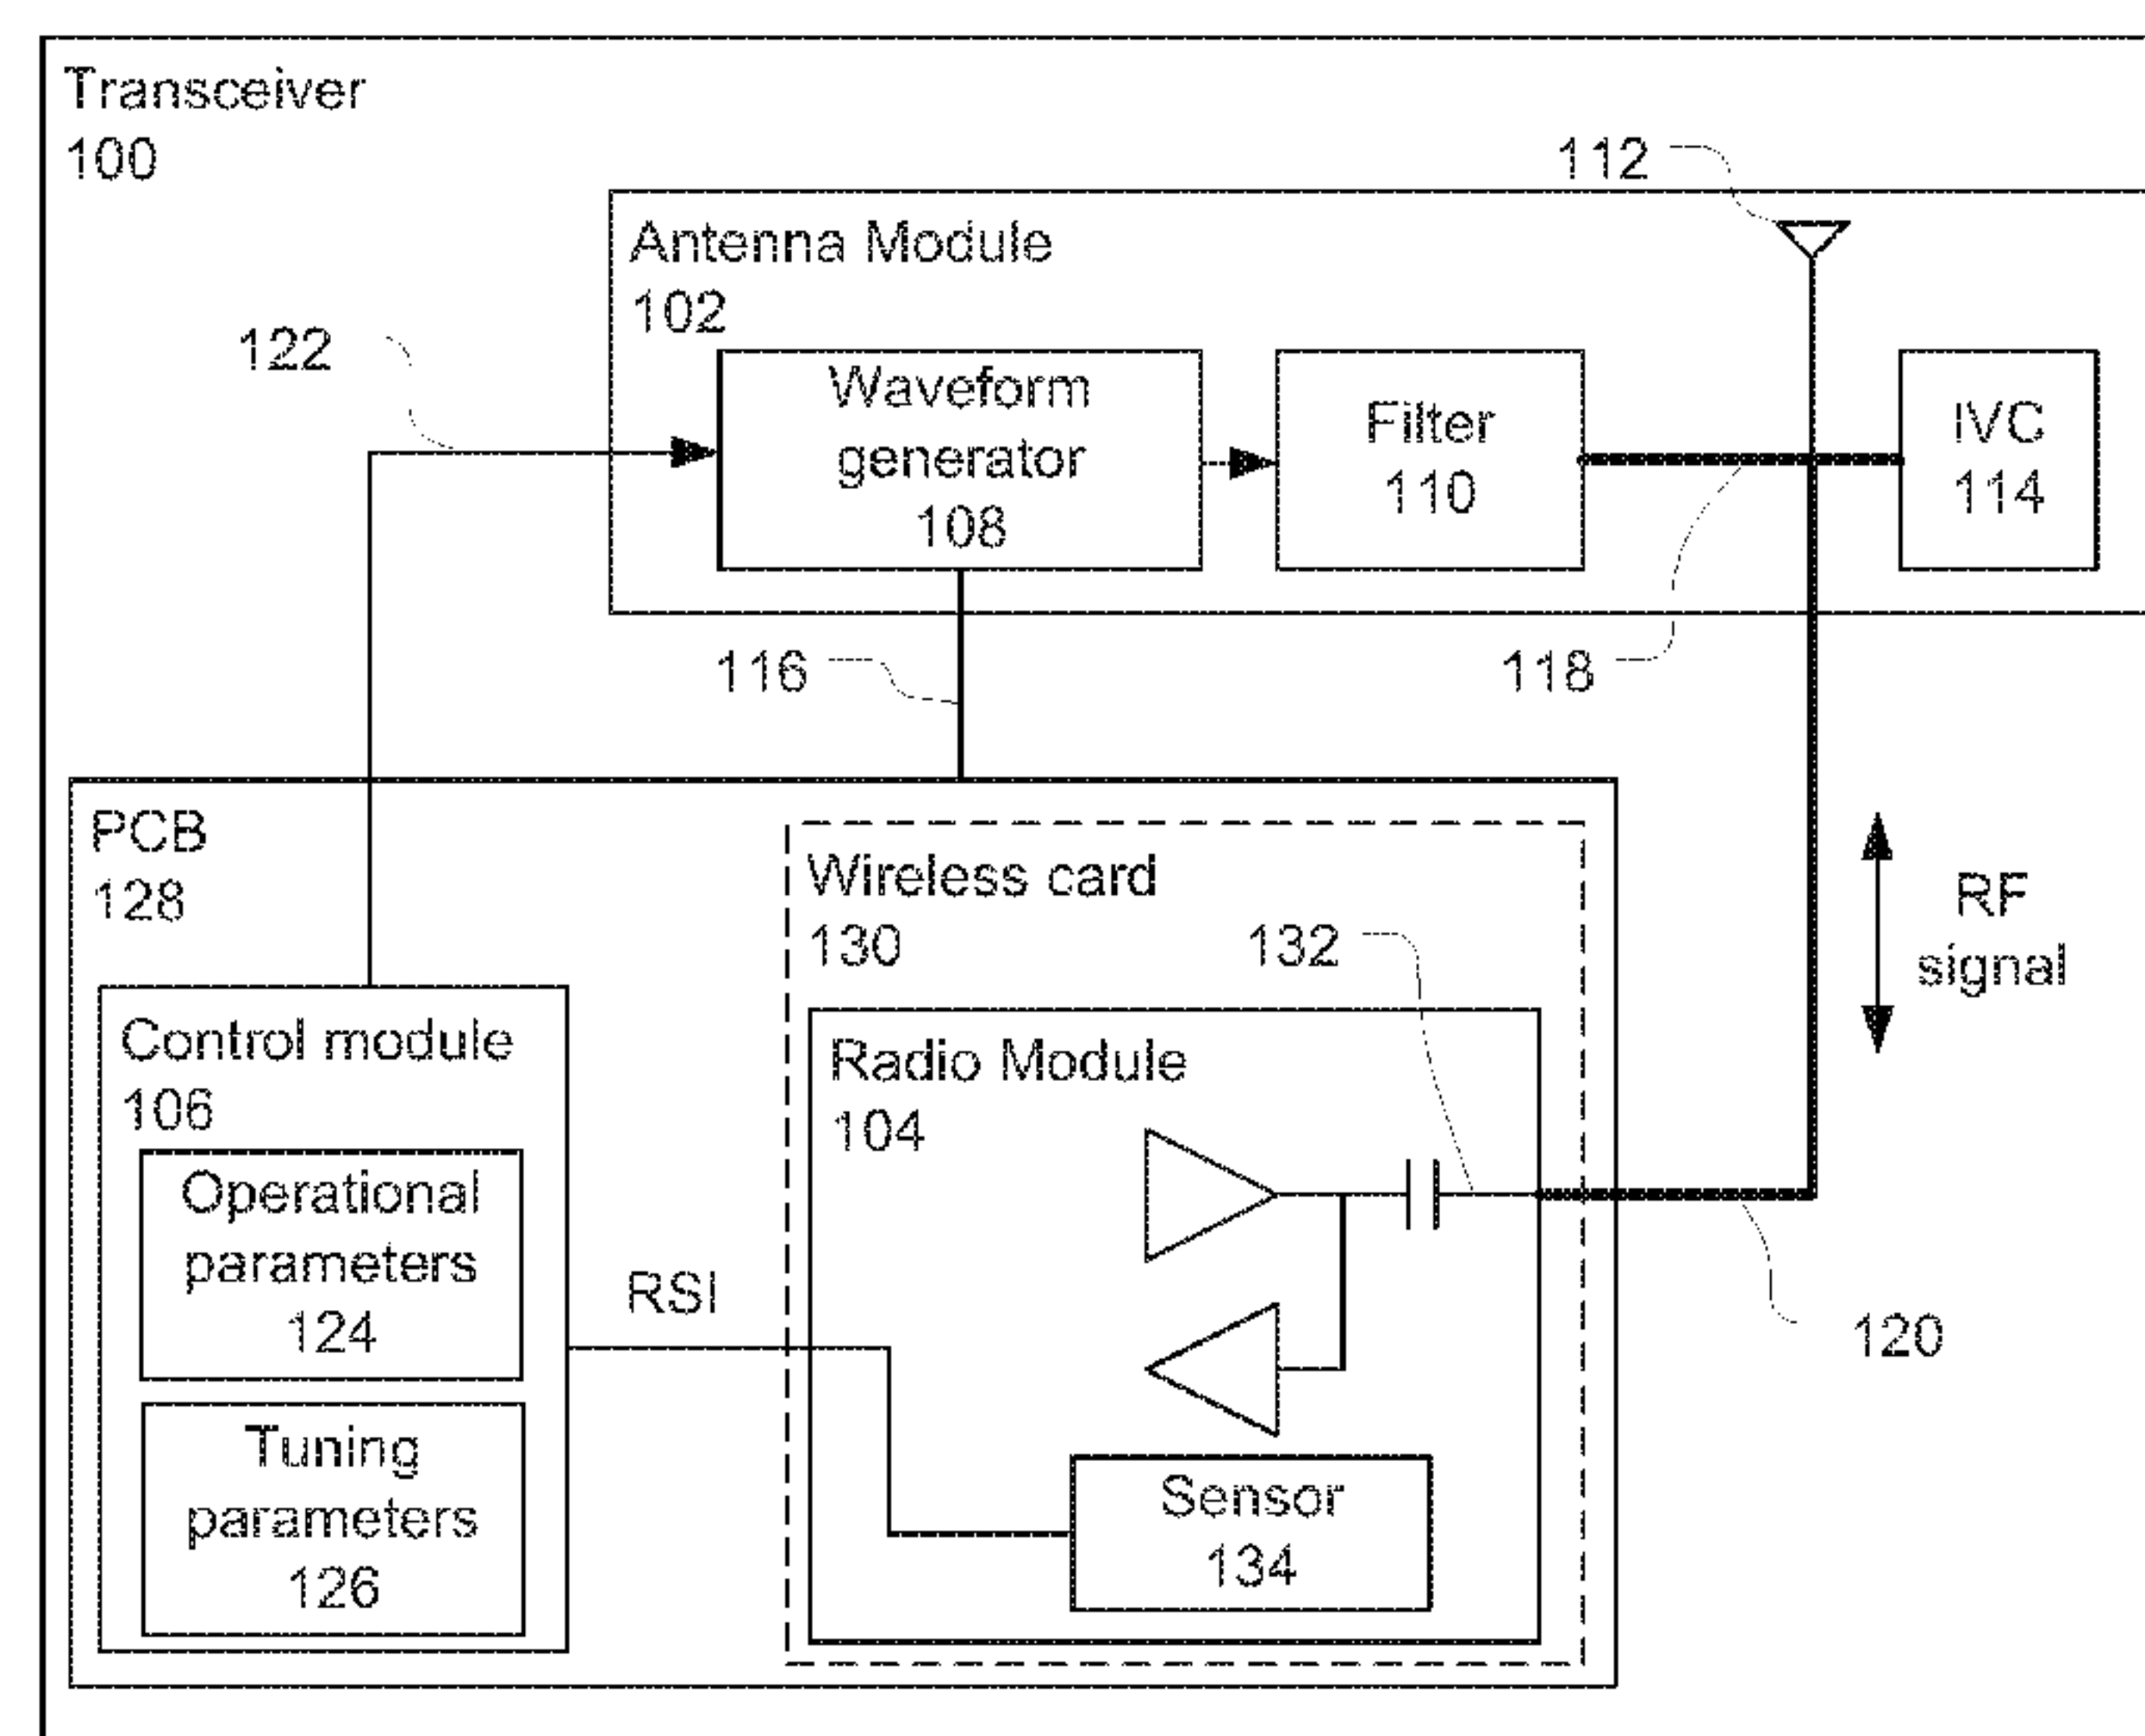 Transceiver
100
112
Antenna Module
102
122
Waveform
generator
108
Filter
110
IVC
114
116
118
PCB
128
Wireless card
130
132
RF
signal
Control module
106
Radio Module
104
Operational
parameters
124
RSI
120
Tuning
parameters
126
Sensor
134